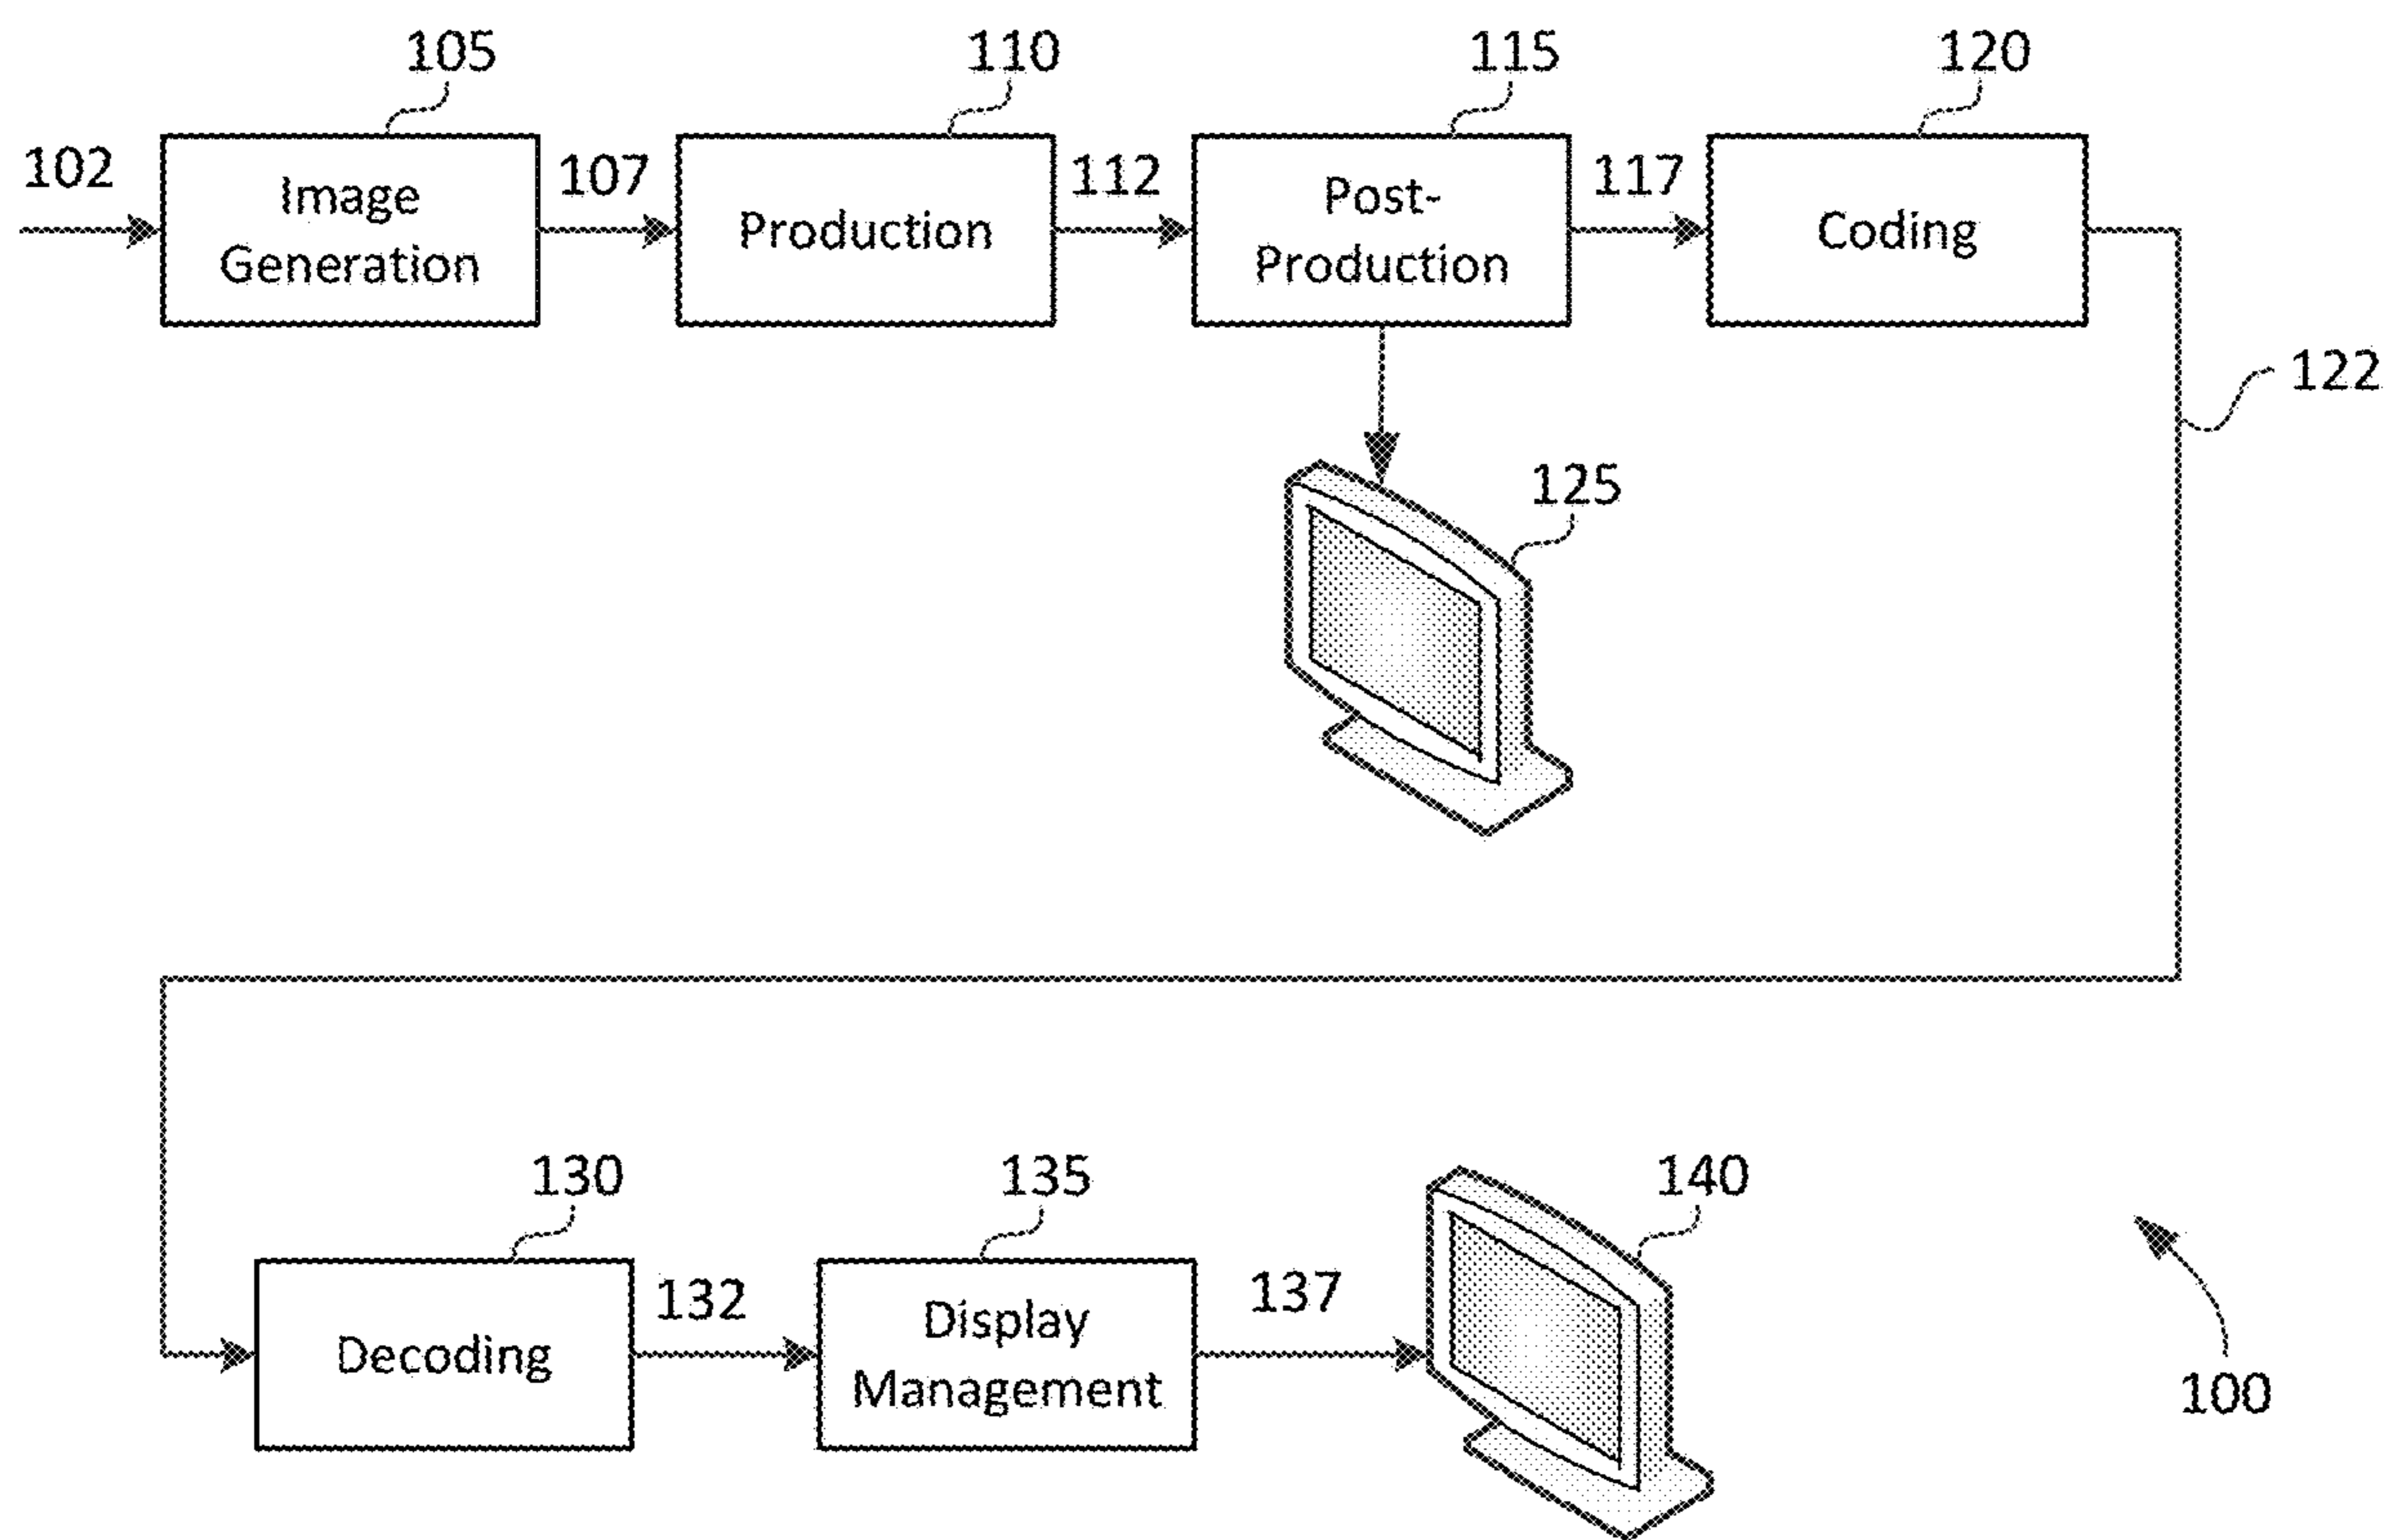 105
110
115
120
102
Image
Generation
107
Production
112
Post-
Production
117
Coding
122
125
130
135
140
Decoding
132
Display
Management
137
100